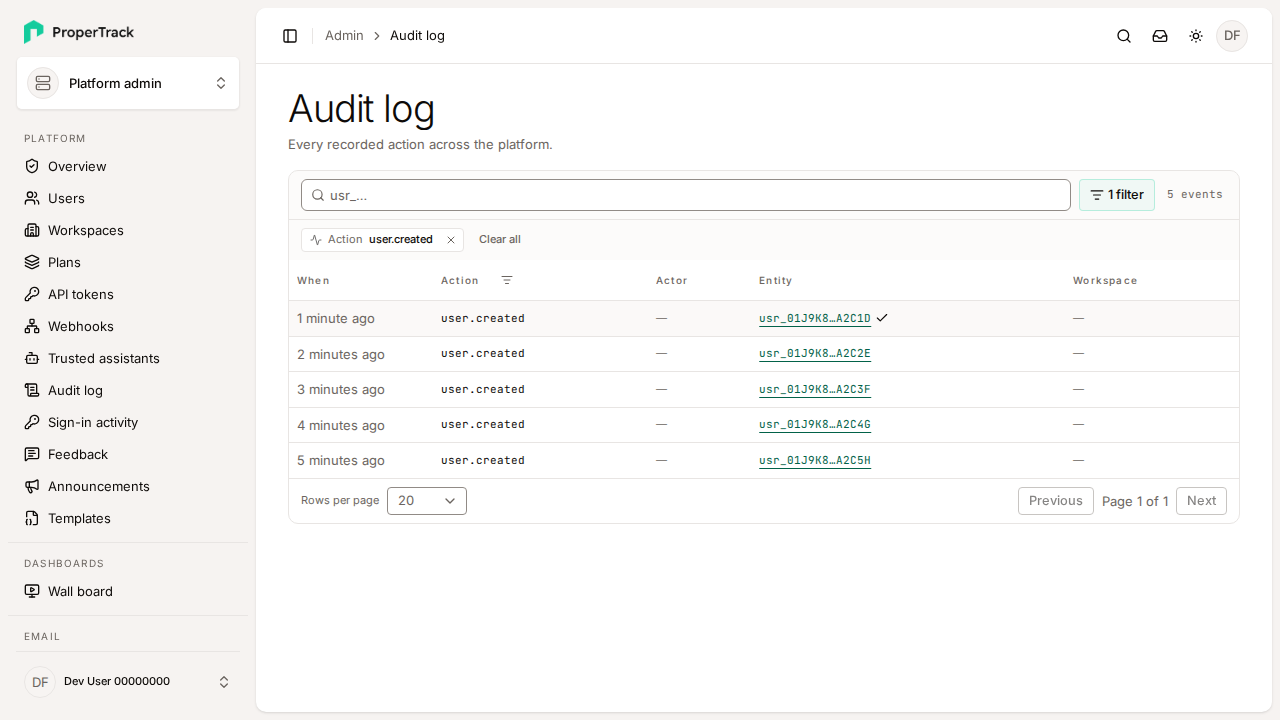 ProperTrack
Platform admin
PLATFORM
Overview
Users
Workspaces
Plans
API tokens
Webhooks
Trusted assistants
Audit log
Sign-in activity
Feedback
Announcements
Templates
DASHBOARDS
Wall board
EMAIL
DF Dev User 00000000
Admin > Audit log
DF
Audit log
Every recorded action across the platform.
usr_...
1 filter
5 events
Action user.created
Clear all
When Action Actor Entity Workspace
1 minute ago user.created — usr_01J9K8…A2C1D —
2 minutes ago user.created — usr_01J9K8…A2C2E —
3 minutes ago user.created — usr_01J9K8…A2C3F —
4 minutes ago user.created — usr_01J9K8…A2C4G —
5 minutes ago user.created — usr_01J9K8…A2C5H —
Rows per page 20 Previous Page 1 of 1 Next